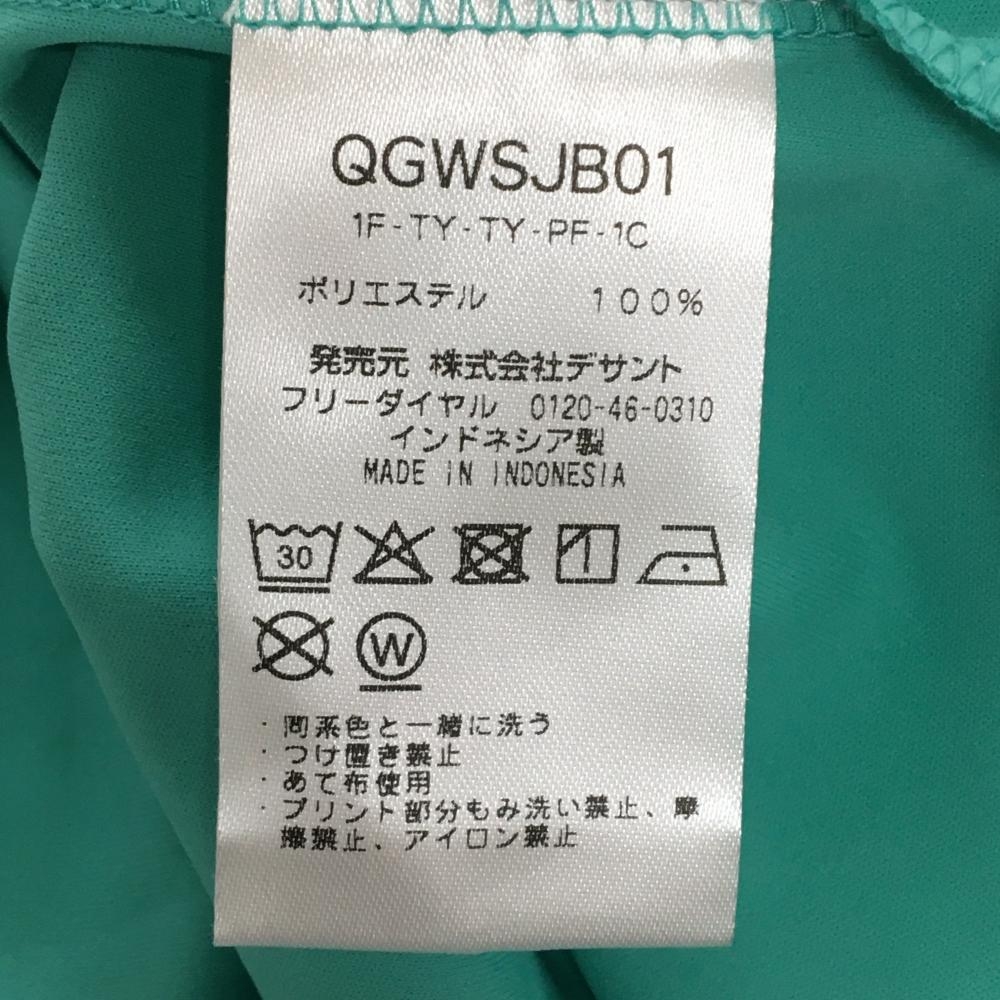 QGWSJB01
1F-TY-TY-PF-1C
ポリエステル 100%
発売元 株式会社デサント
フリーダイヤル 0120-46-0310
インドネシア製
MADE IN INDONESIA
30
W
・同系色と一緒に洗う
・つけ置き禁止
・あて布使用
・プリント部分もみ洗い禁止、摩
擦禁止、アイロン禁止